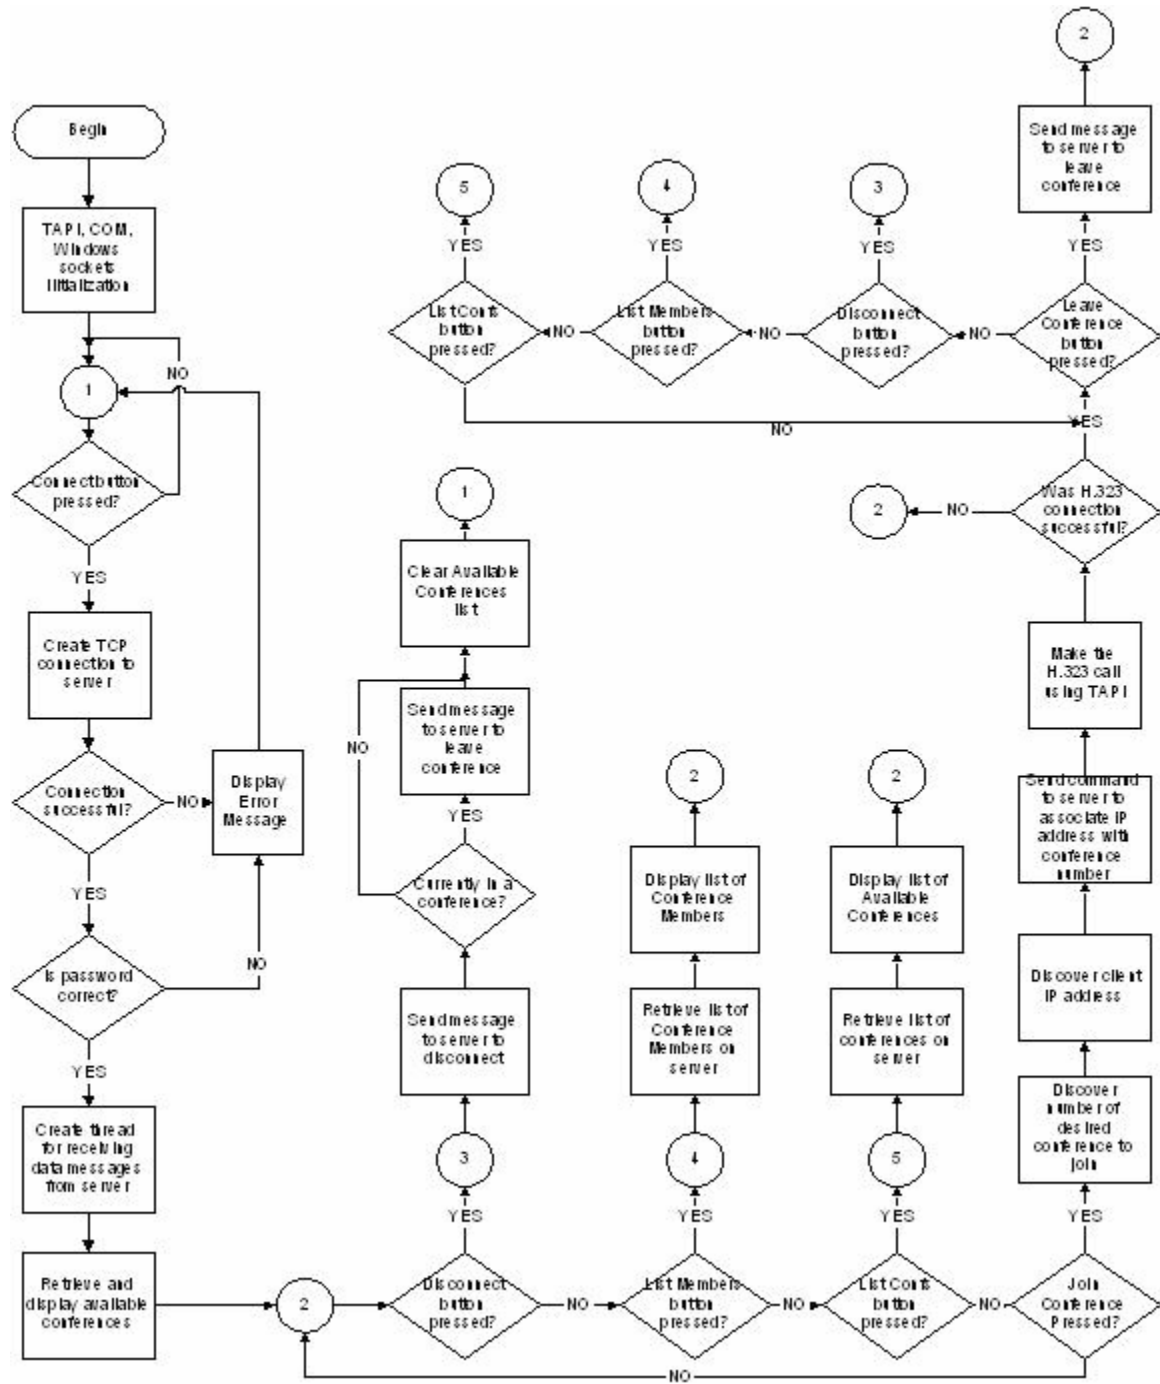 Begin
TAPI, COM,
Windows
sockets
Initialization
1
NO
Connect button
pressed?
YES
Create TCP
connection to
server
Connection
successful?
NO
Display
Error
Message
YES
Is password
correct?
NO
YES
Create thread
for receiving
data messages
from server
Retrieve and
display available
conferences
2
Disconnect
button
pressed?
YES
3
Send message
to server to
disconnect
Currently in a
conference?
NO
YES
Send message
to server to
leave
conference
Clear Available
Conferences
list
1
NO
List Members
button
pressed?
YES
4
Retrieve list of
Conference
Members on
server
Display list of
Conference
Members
2
NO
List Confs
button
pressed?
YES
5
Retrieve list of
conferences on
server
Display list of
Available
Conferences
2
NO
Join
Conference
Pressed?
NO
YES
Discover
number of
desired
conference to
join
Discover client
IP address
Send command
to server to
associate IP
address with
conference
number
Make the
H.323 call
using TAPI
Was H.323
connection
successful?
NO
2
YES
Leave
Conference
button
pressed?
YES
Send message
to server to
leave
conference
2
NO
Disconnect
button
pressed?
YES
3
NO
List Members
button
pressed?
YES
4
NO
List Confs
button
pressed?
YES
5
NO